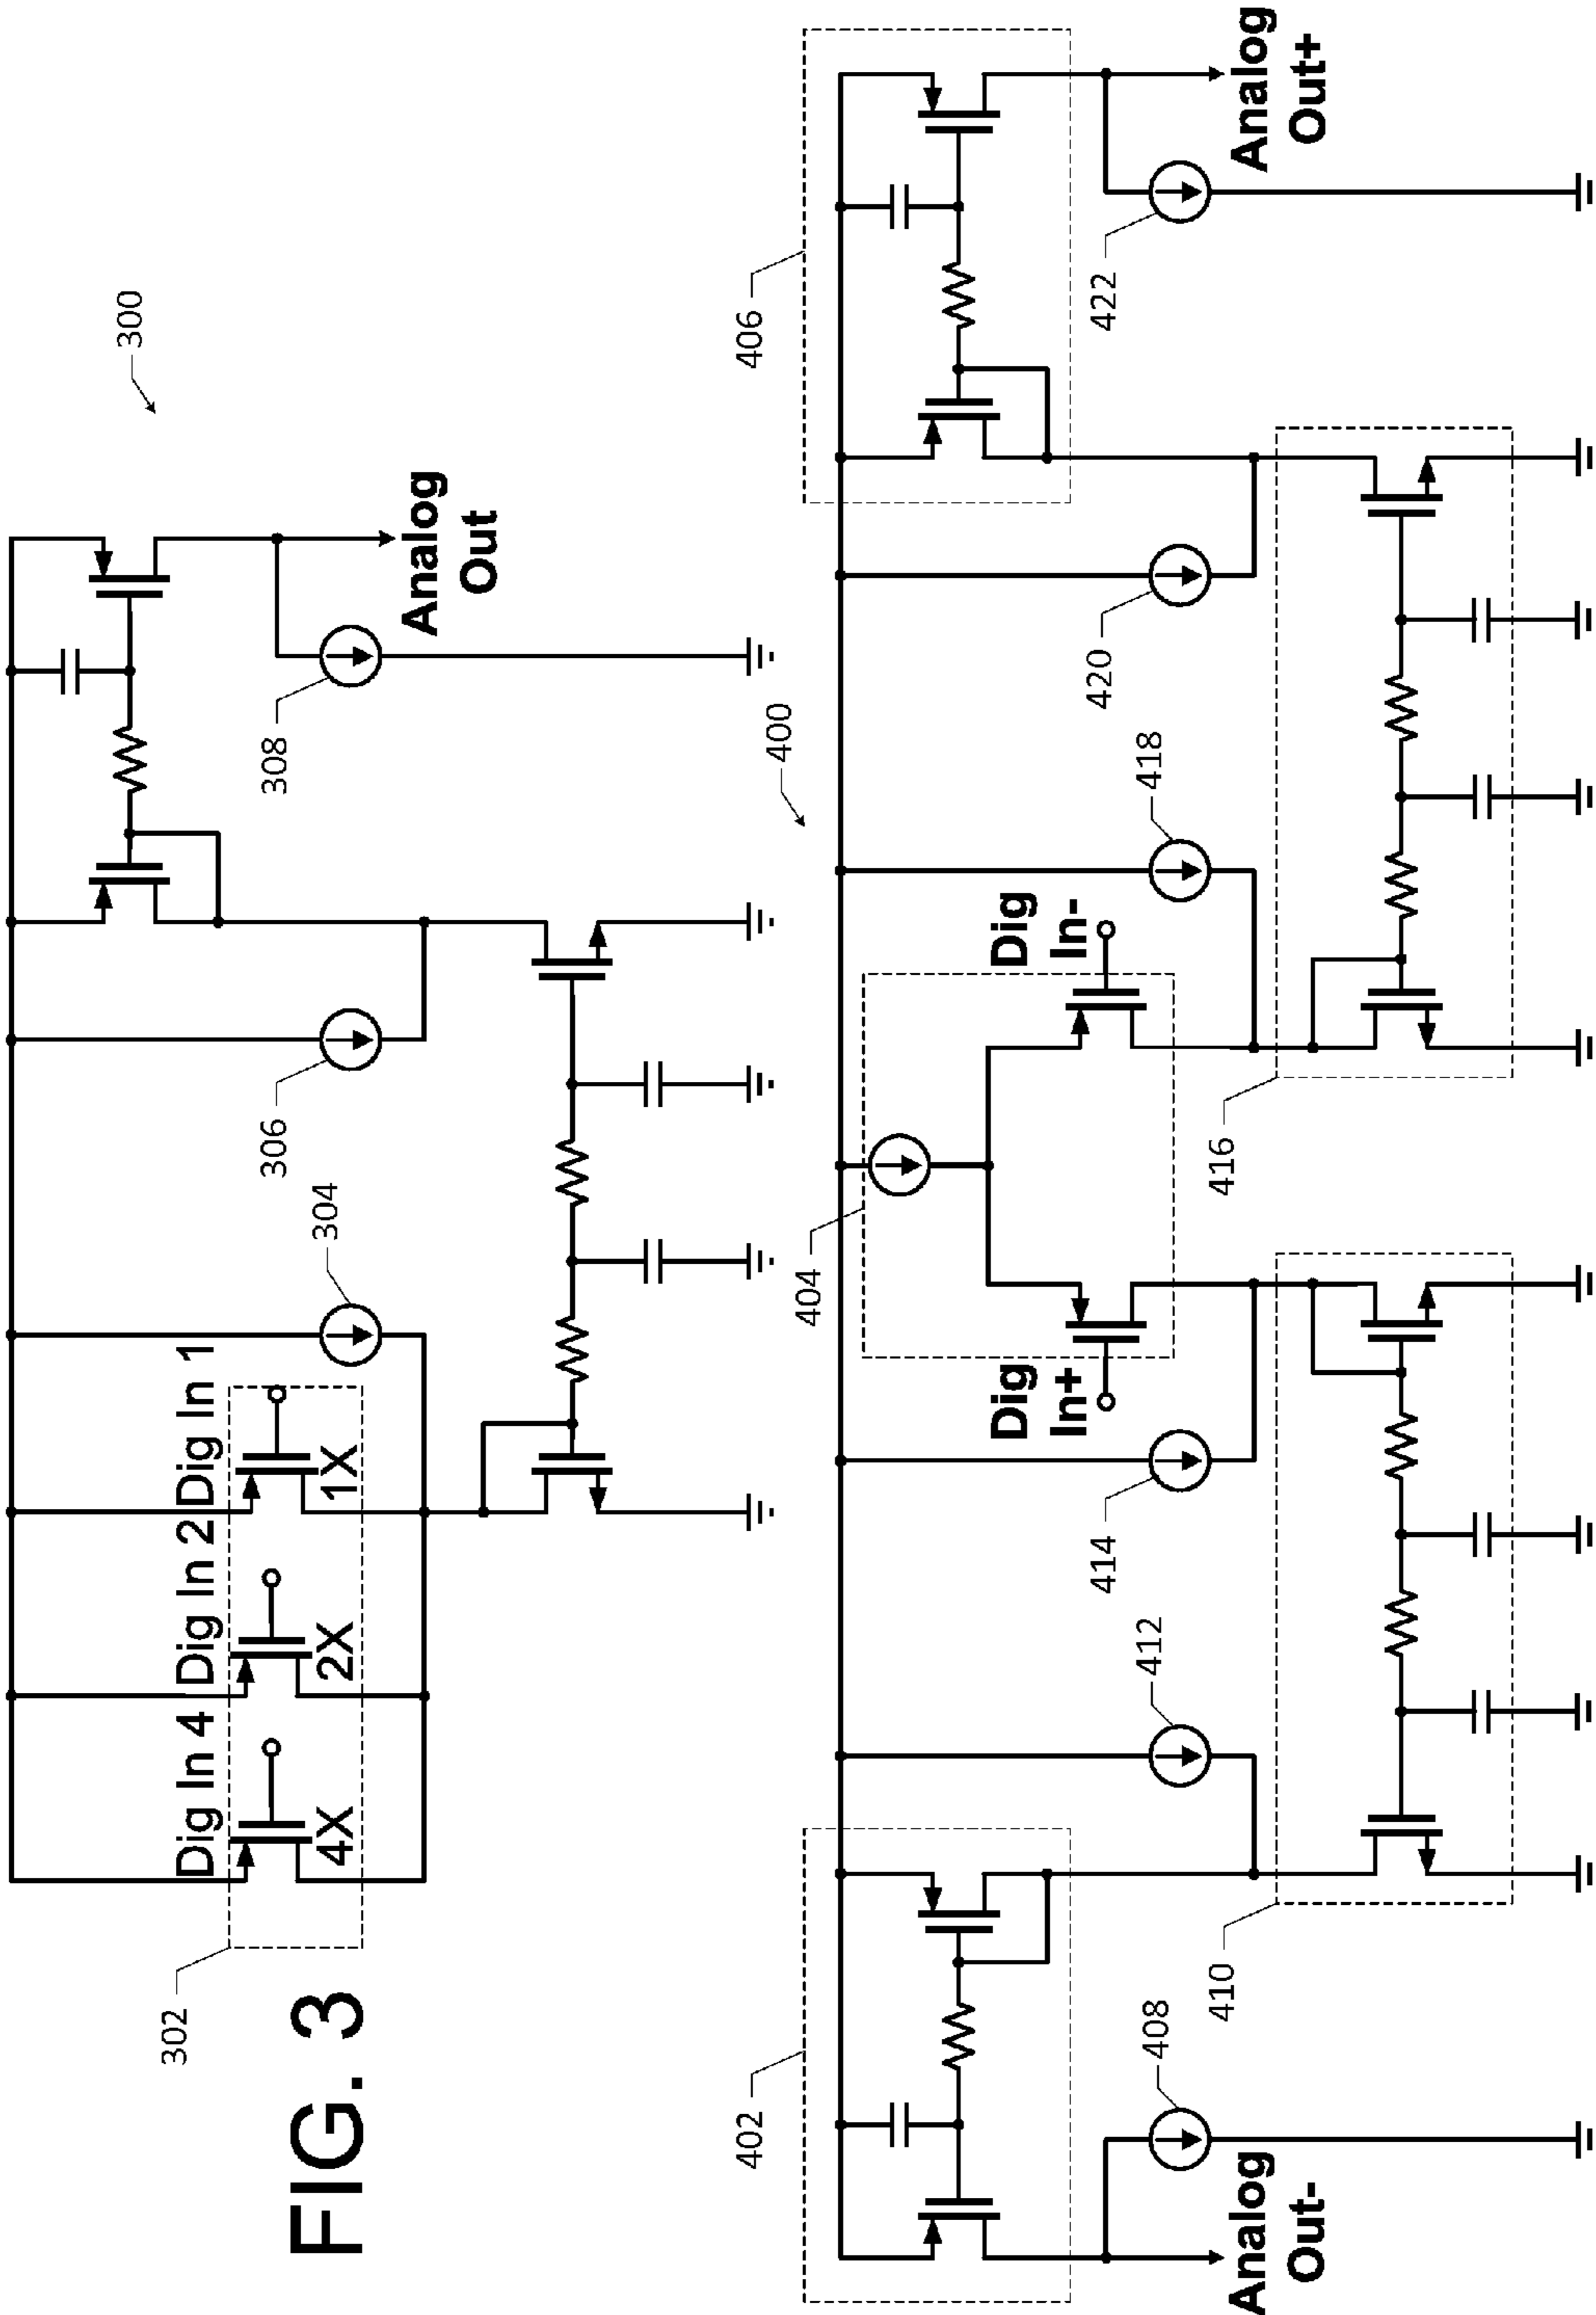 300
302
Dig In 4
Dig In 2
Dig In 1
4X
2X
1X
304
306
308
Analog
Out
FIG. 3
400
402
404
406
Dig
In+
Dig
In-
408
410
412
414
416
418
420
422
Analog
Out-
Analog
Out+